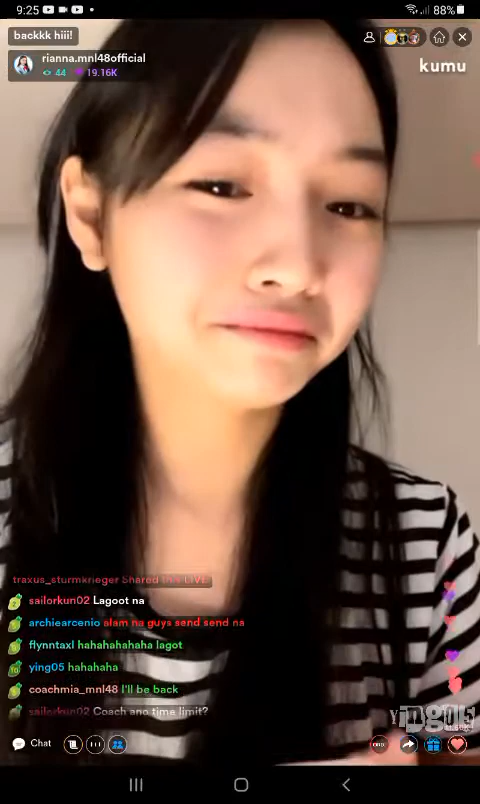 9:25
88%
backkk hiii!
rianna.mnl48official
44 19.16K
kumu
traxus_sturmkrieger Shared this LIVE
sailorkun02 Lagoot na
archiearcenio alam na guys send send na
flynntaxl hahahahahaha lagot
ying05 hahahaha
coachmia_mnl48 I'll be back
sailorkun02 Coach ano time limit?
Chat